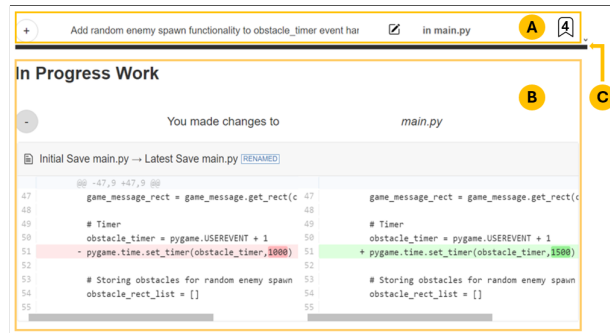 + Add random enemy spawn functionality to obstacle_timer event har in main.py A 4
C
In Progress Work
B
- You made changes to main.py
Initial Save main.py → Latest Save main.py RENAMED
@@ -47,9 +47,9 @@
47 game_message_rect = game_message.get_rect(c 47 game_message_rect = game_message.get_rect(c
48 48
49 # Timer 49 # Timer
50 obstacle_timer = pygame.USEREVENT + 1 50 obstacle_timer = pygame.USEREVENT + 1
51 - pygame.time.set_timer(obstacle_timer,1000) 51 + pygame.time.set_timer(obstacle_timer,1500)
52 52
53 # Storing obstacles for random enemy spawn 53 # Storing obstacles for random enemy spawn
54 obstacle_rect_list = [] 54 obstacle_rect_list = []
55 55